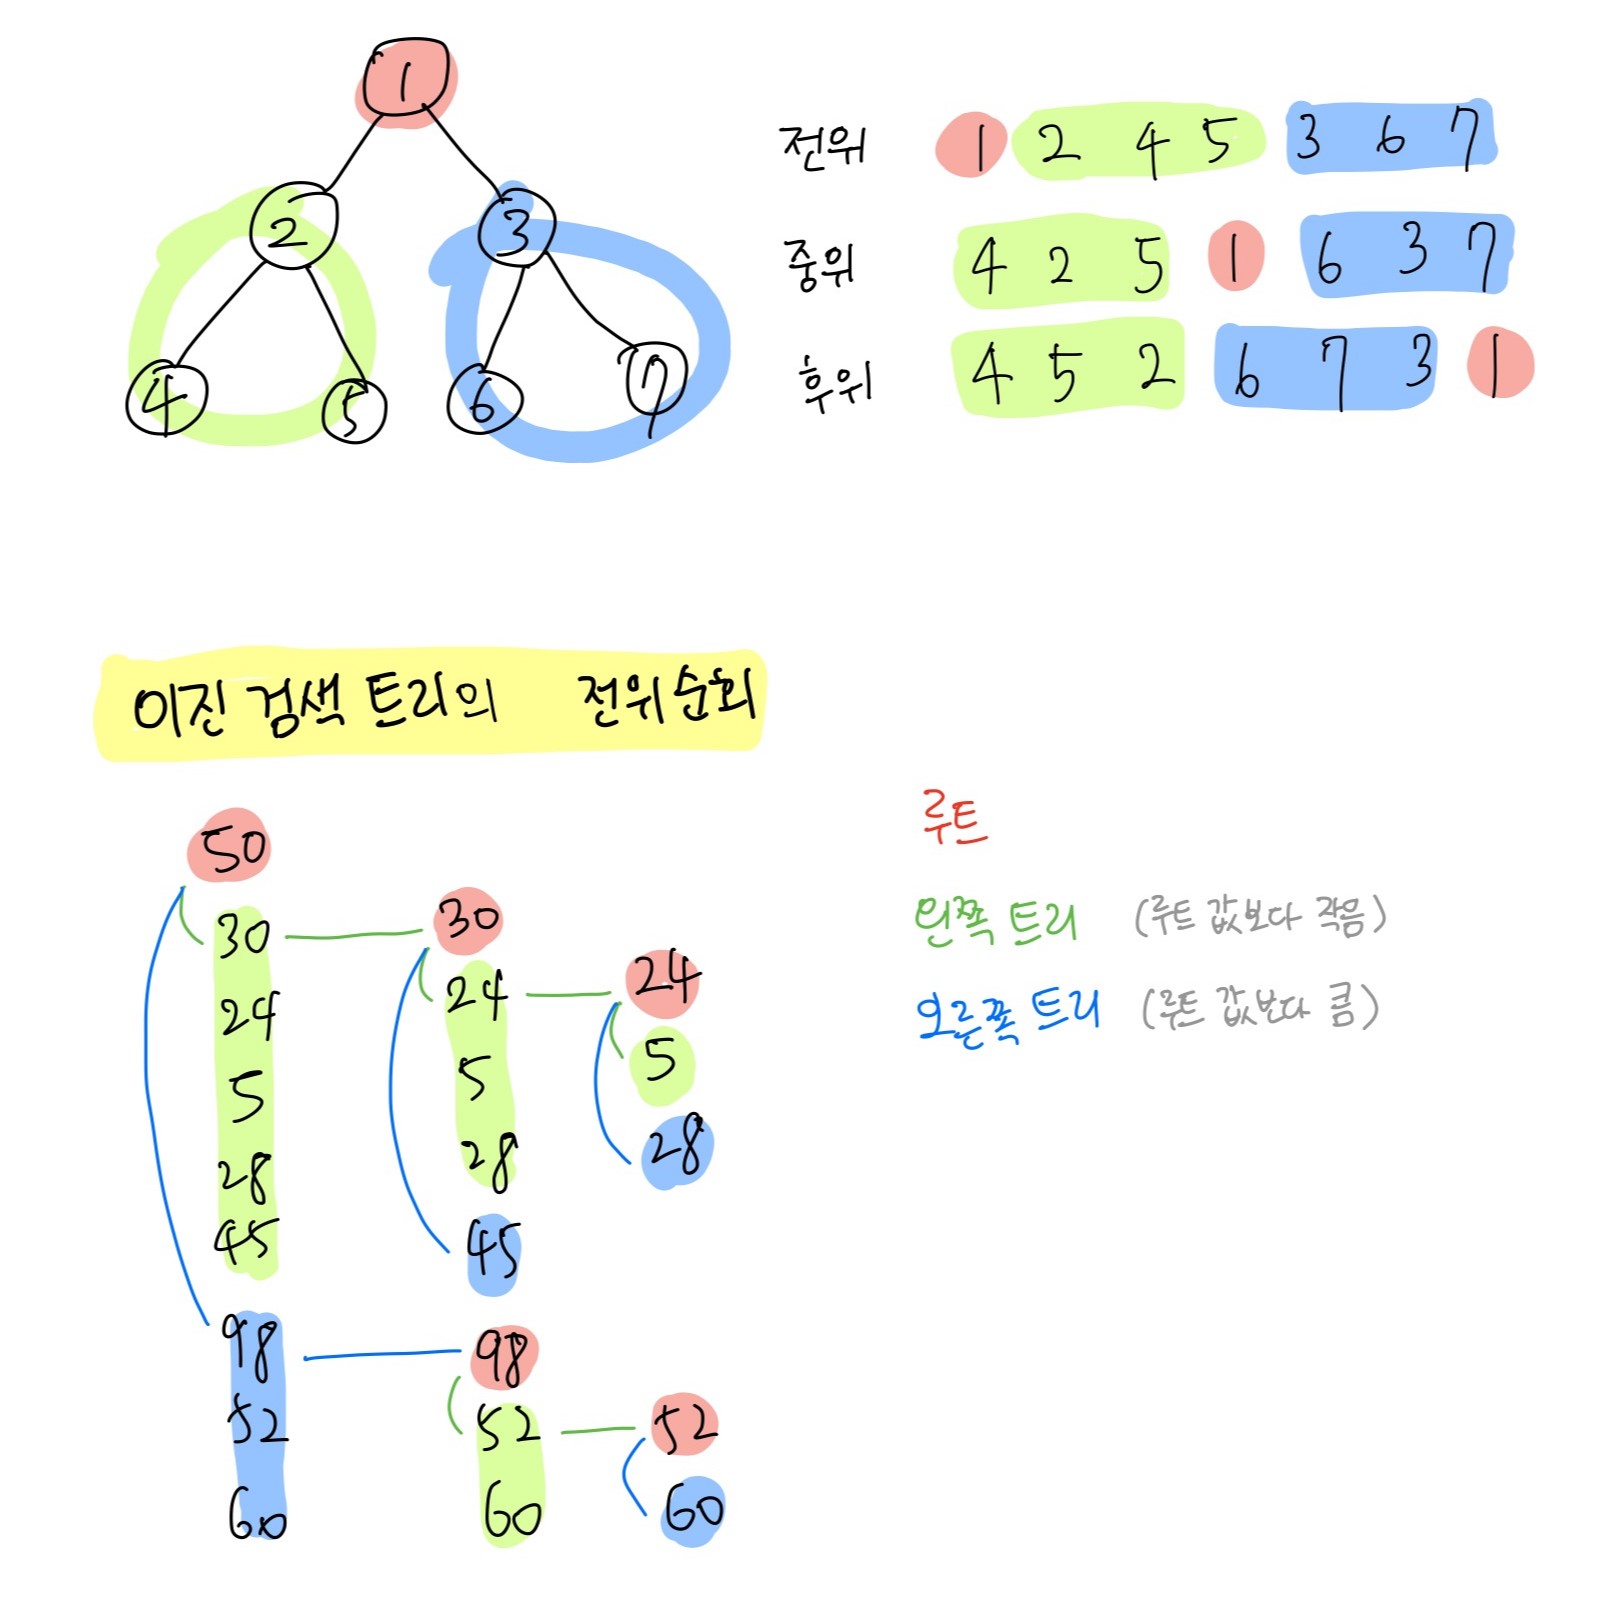 1
2 3
4 5 6 7
전위 1 2 4 5 3 6 7
중위 4 2 5 1 6 3 7
후위 4 5 2 6 7 3 1
이진 검색 트리의 전위순회
루트
왼쪽 트리 (루트 값보다 작음)
오른쪽 트리 (루트 값보다 큼)
50
30 30
24 24 24
5 5 5
28 28 28
45 45
98 98
52 52 52
60 60 60